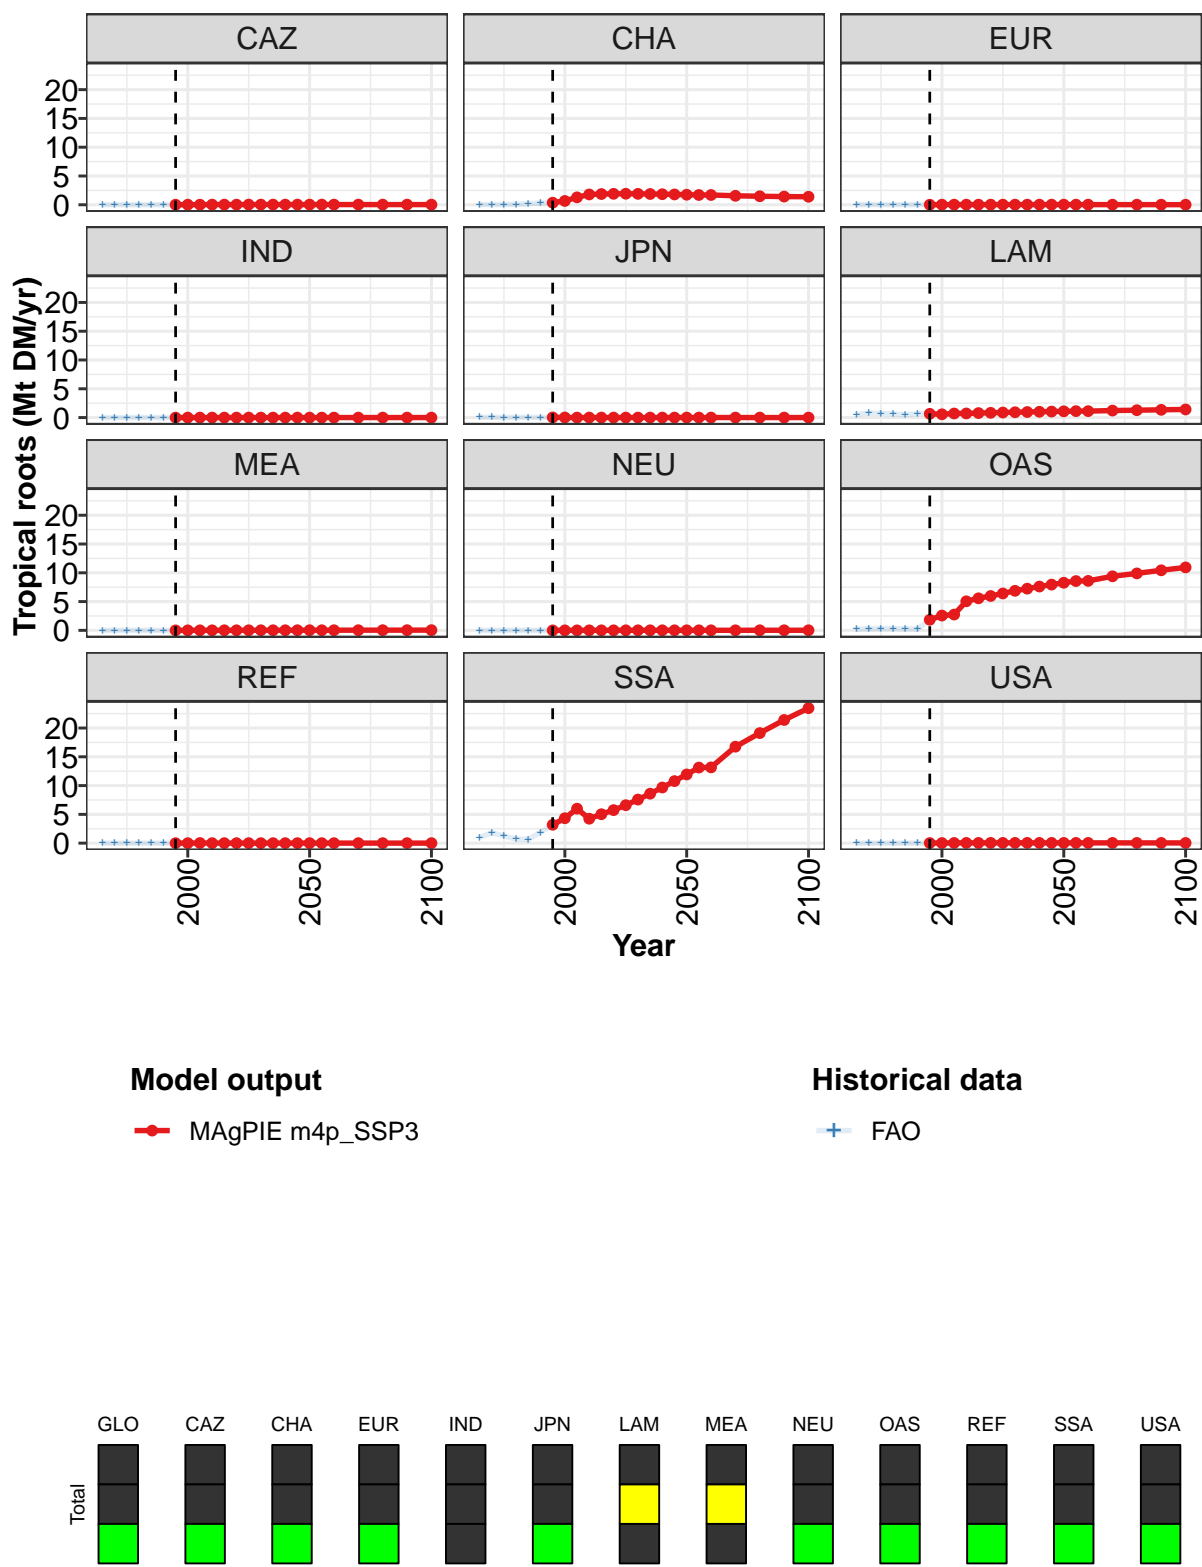 CAZ CHA EUR
20
15
10
5
0
IND JPN LAM
20
15
10
5
0
MEA NEU OAS
20
15
10
5
0
REF SSA USA
20
15
10
5
0
Tropical roots (Mt DM/yr)
2000 2050 2100 2000 2050 2100 2000 2050 2100
Year
Model output Historical data
MAgPIE m4p_SSP3 FAO
GLO CAZ CHA EUR IND JPN LAM MEA NEU OAS REF SSA USA
Total